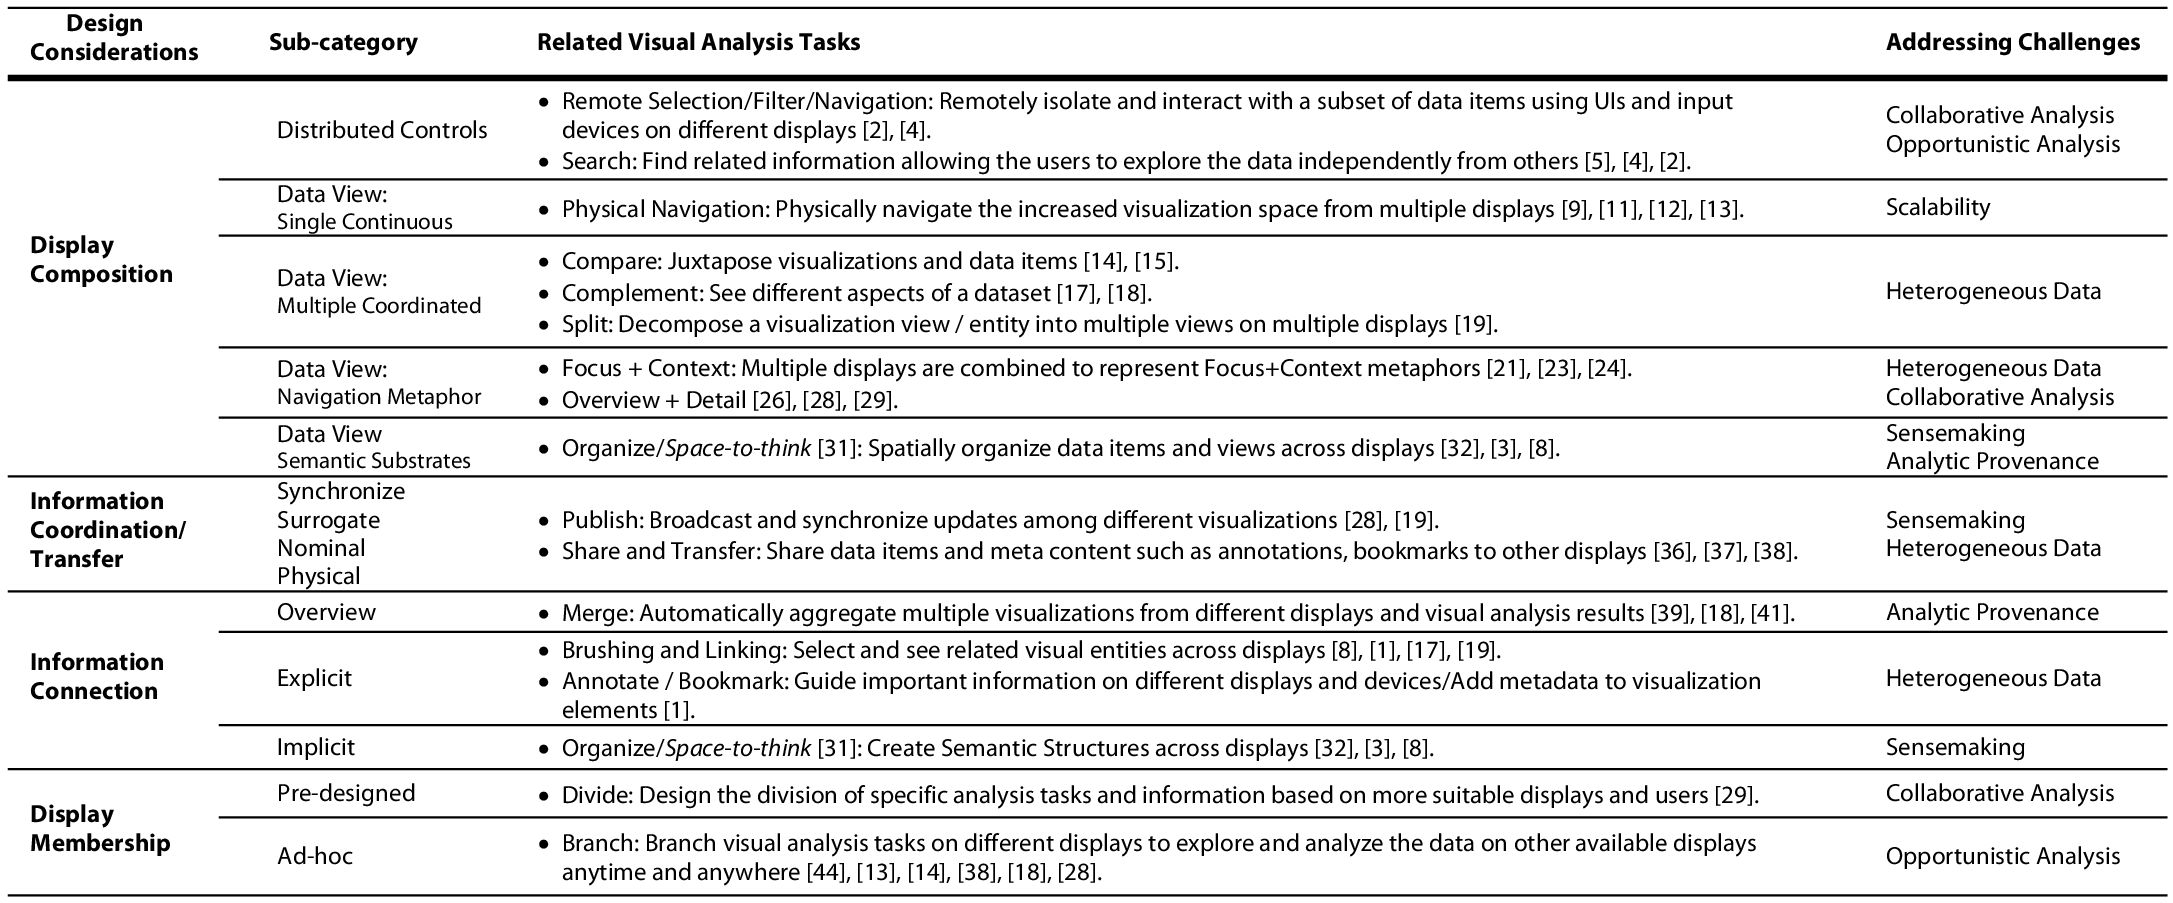 Design
Considerations
Sub-category
Related Visual Analysis Tasks
Addressing Challenges
Display
Composition
Distributed Controls
• Remote Selection/Filter/Navigation: Remotely isolate and interact with a subset of data items using UIs and input
devices on different displays [2], [4].
• Search: Find related information allowing the users to explore the data independently from others [5], [4], [2].
Collaborative Analysis
Opportunistic Analysis
Data View:
Single Continuous
• Physical Navigation: Physically navigate the increased visualization space from multiple displays [9], [11], [12], [13].
Scalability
Data View:
Multiple Coordinated
• Compare: Juxtapose visualizations and data items [14], [15].
• Complement: See different aspects of a dataset [17], [18].
• Split: Decompose a visualization view / entity into multiple views on multiple displays [19].
Heterogeneous Data
Data View:
Navigation Metaphor
• Focus + Context: Multiple displays are combined to represent Focus+Context metaphors [21], [23], [24].
• Overview + Detail [26], [28], [29].
Heterogeneous Data
Collaborative Analysis
Data View
Semantic Substrates
• Organize/Space-to-think [31]: Spatially organize data items and views across displays [32], [3], [8].
Sensemaking
Analytic Provenance
Information
Coordination/
Transfer
Synchronize
Surrogate
Nominal
Physical
• Publish: Broadcast and synchronize updates among different visualizations [28], [19].
• Share and Transfer: Share data items and meta content such as annotations, bookmarks to other displays [36], [37], [38].
Sensemaking
Heterogeneous Data
Information
Connection
Overview
• Merge: Automatically aggregate multiple visualizations from different displays and visual analysis results [39], [18], [41].
Analytic Provenance
Explicit
• Brushing and Linking: Select and see related visual entities across displays [8], [1], [17], [19].
• Annotate / Bookmark: Guide important information on different displays and devices/Add metadata to visualization
elements [1].
Heterogeneous Data
Implicit
• Organize/Space-to-think [31]: Create Semantic Structures across displays [32], [3], [8].
Sensemaking
Display
Membership
Pre-designed
• Divide: Design the division of specific analysis tasks and information based on more suitable displays and users [29].
Collaborative Analysis
Ad-hoc
• Branch: Branch visual analysis tasks on different displays to explore and analyze the data on other available displays
anytime and anywhere [44], [13], [14], [38], [18], [28].
Opportunistic Analysis